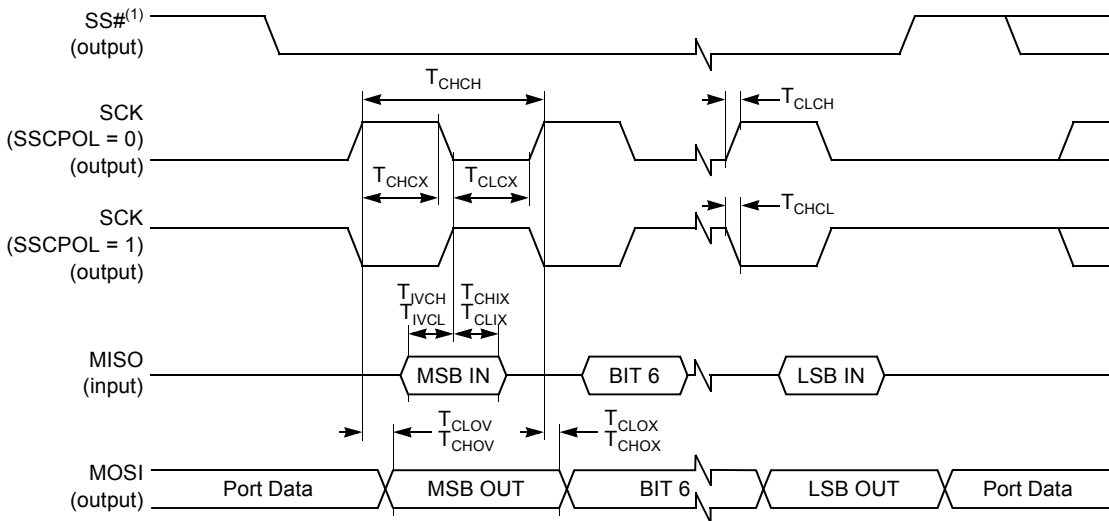 SS#(1)
(output)
TCHCH
TCLCH
SCK
(SSCPOL = 0)
(output)
TCHCX
TCLCX
TCHCL
SCK
(SSCPOL = 1)
(output)
TIVCH
TIVCL
TCHIX
TCLIX
MISO
(input)
MSB IN
BIT 6
LSB IN
TCLOV
TCHOV
TCLOX
TCHOX
MOSI
(output)
Port Data
MSB OUT
BIT 6
LSB OUT
Port Data